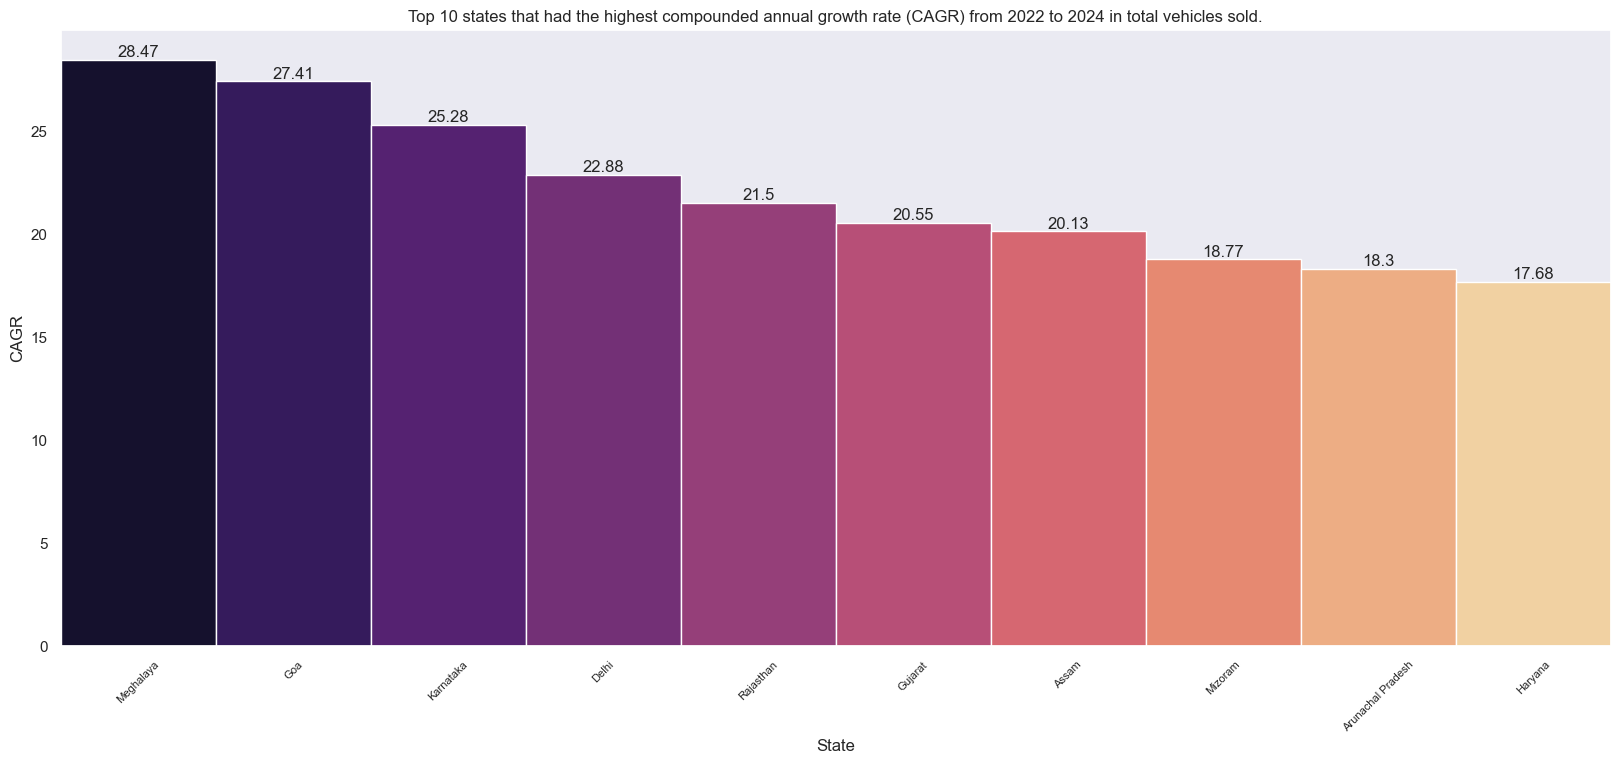 Top 10 states that had the highest compounded annual growth rate (CAGR) from 2022 to 2024 in total vehicles sold.
28.47
27.41
25.28
22.88
21.5
20.55
20.13
18.77
18.3
17.68
25
20
15
10
5
0
CAGR
Meghalaya
Goa
Karnataka
Delhi
Rajasthan
Gujarat
Assam
Mizoram
Arunachal Pradesh
Haryana
State